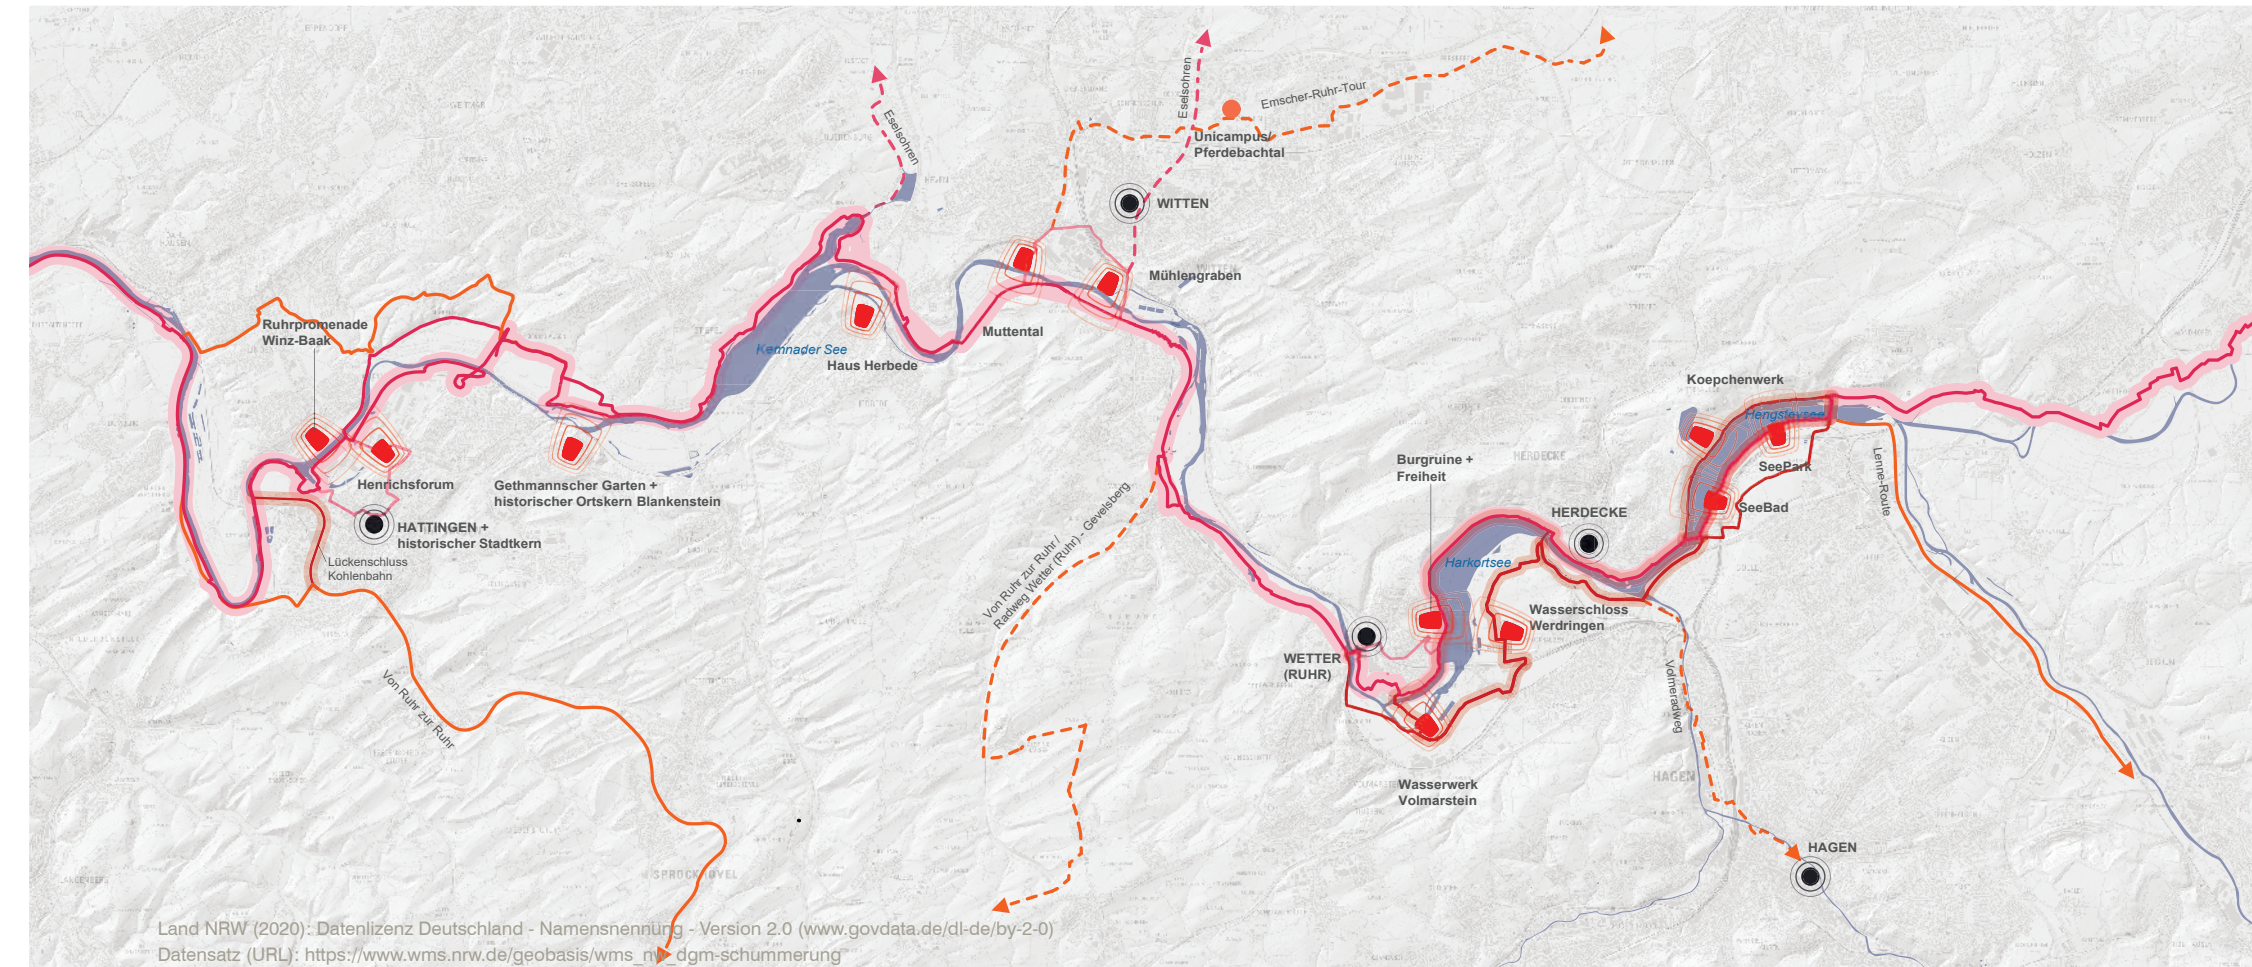 Eselsohren
Eselsohren
Emscher-Ruhr-Tour
Unicampus/
Pferdebachtal
WITTEN
Mühlengraben
Ruhrpromenade
Winz-Baak
Muttental
Kemnader See
Haus Herbede
Koepchenwerk
Hengsteysee
SeePark
SeeBad
Lenne-Route
Burgruine +
Freiheit
HERDECKE
HERDECKE
Henrichsforum
Gethmannscher Garten +
historischer Ortskern Blankenstein
HATTINGEN +
historischer Stadtkern
Lückenschluss
Kohlenbahn
Von Ruhr zur Ruhr /
Radweg Wetter (Ruhr) - Gevelsberg
Harkortsee
Wasserschloss
Werdringen
WETTER
(RUHR)
Von Ruhr zur Ruhr
Volmeradweg
HAGEN
Wasserwerk
Volmarstein
HAGEN
SPROCKHÖVEL
Land NRW (2020): Datenlizenz Deutschland - Namensnennung - Version 2.0 (www.govdata.de/dl-de/by-2-0)
Datensatz (URL): https://www.wms.nrw.de/geobasis/wms_nw_dgm-schummerung